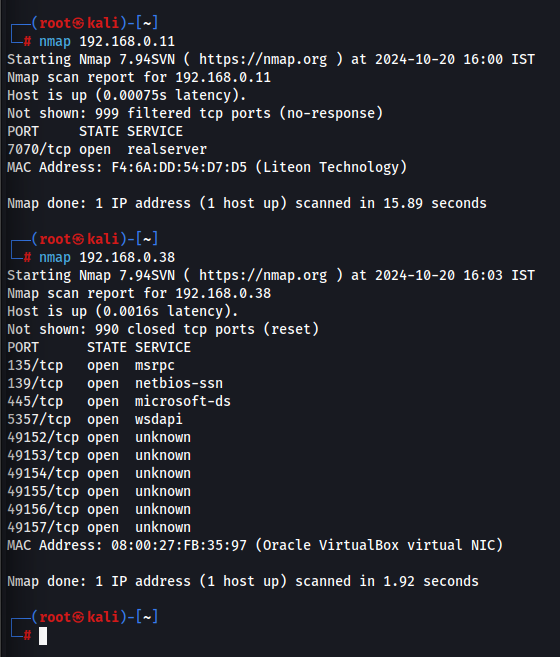 ┌──(root㉿kali)-[~]
└─# nmap 192.168.0.11
Starting Nmap 7.94SVN ( https://nmap.org ) at 2024-10-20 16:00 IST
Nmap scan report for 192.168.0.11
Host is up (0.00075s latency).
Not shown: 999 filtered tcp ports (no-response)
PORT     STATE SERVICE
7070/tcp open  realserver
MAC Address: F4:6A:DD:54:D7:D5 (Liteon Technology)
Nmap done: 1 IP address (1 host up) scanned in 15.89 seconds
┌──(root㉿kali)-[~]
└─# nmap 192.168.0.38
Starting Nmap 7.94SVN ( https://nmap.org ) at 2024-10-20 16:03 IST
Nmap scan report for 192.168.0.38
Host is up (0.0016s latency).
Not shown: 990 closed tcp ports (reset)
PORT      STATE SERVICE
135/tcp   open  msrpc
139/tcp   open  netbios-ssn
445/tcp   open  microsoft-ds
5357/tcp  open  wsdapi
49152/tcp open  unknown
49153/tcp open  unknown
49154/tcp open  unknown
49155/tcp open  unknown
49156/tcp open  unknown
49157/tcp open  unknown
MAC Address: 08:00:27:FB:35:97 (Oracle VirtualBox virtual NIC)
Nmap done: 1 IP address (1 host up) scanned in 1.92 seconds
┌──(root㉿kali)-[~]
└─#